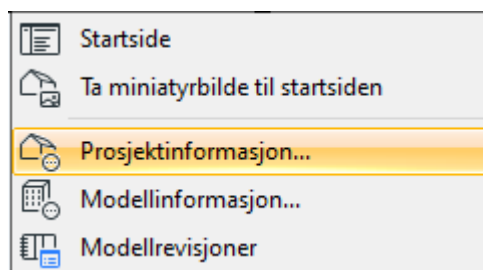 Startside
Ta miniatyrbilde til startsiden
Prosjektinformasjon...
Modellinformasjon...
Modellrevisjoner